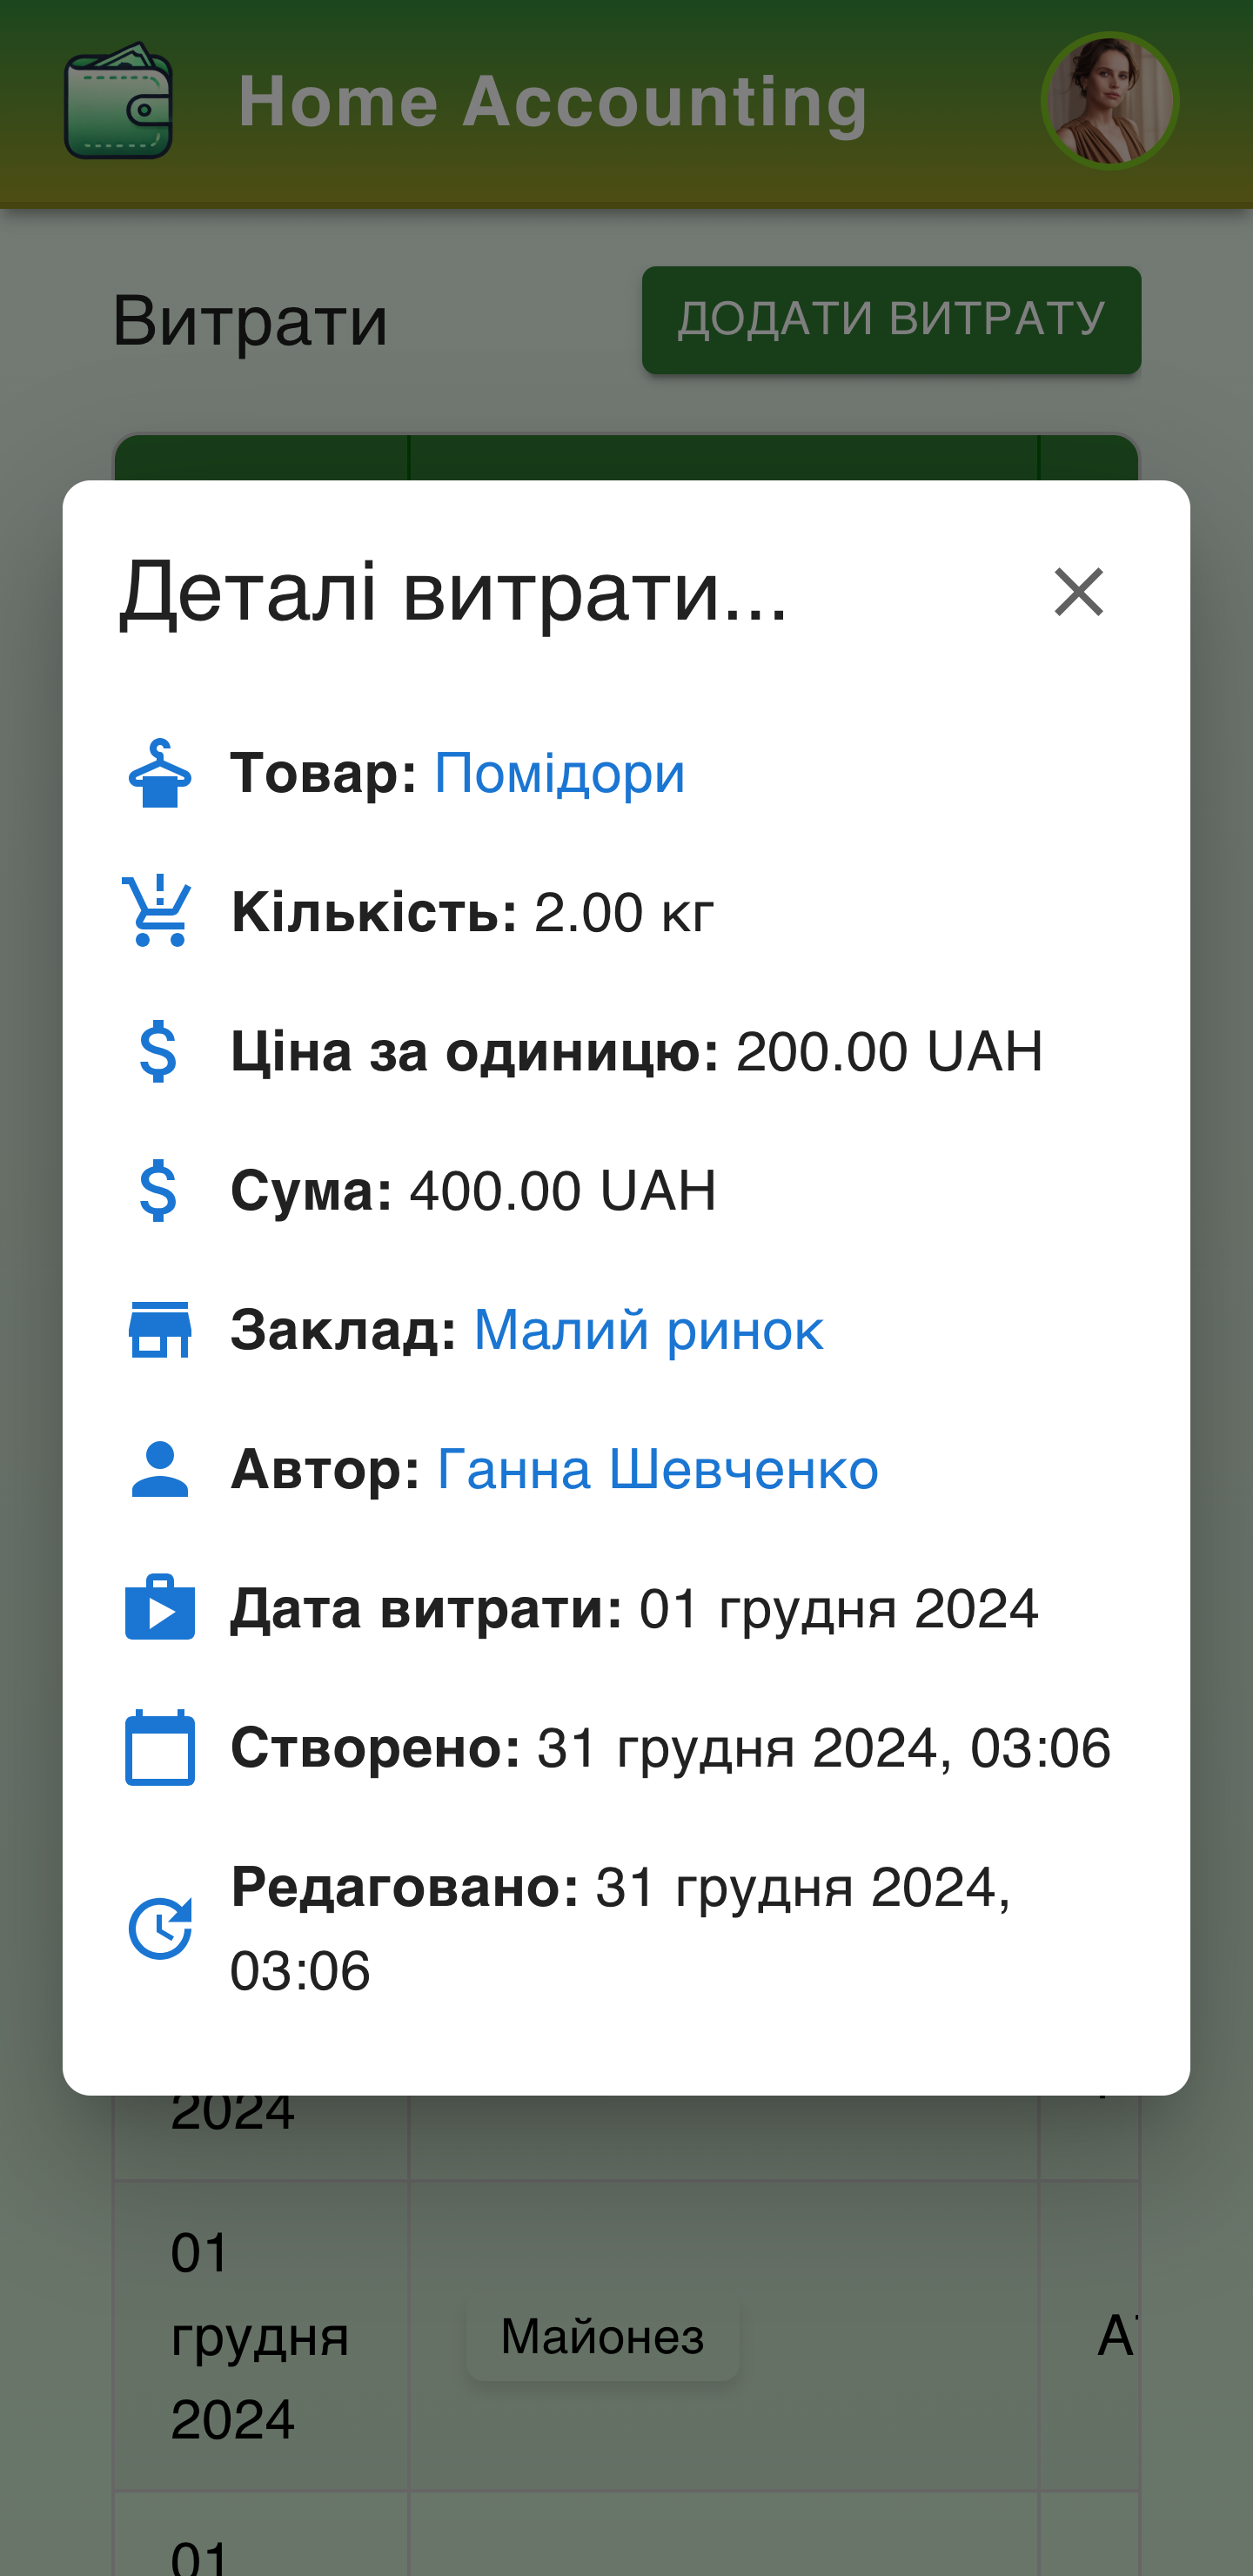 Home Accounting
Витрати
ДОДАТИ ВИТРАТУ
Деталі витрати...
Товар: Помідори
Кількість: 2.00 кг
Ціна за одиницю: 200.00 UAH
Сума: 400.00 UAH
Заклад: Малий ринок
Автор: Ганна Шевченко
Дата витрати: 01 грудня 2024
Створено: 31 грудня 2024, 03:06
Редаговано: 31 грудня 2024,
03:06
2024
01
грудня
2024
Майонез
01